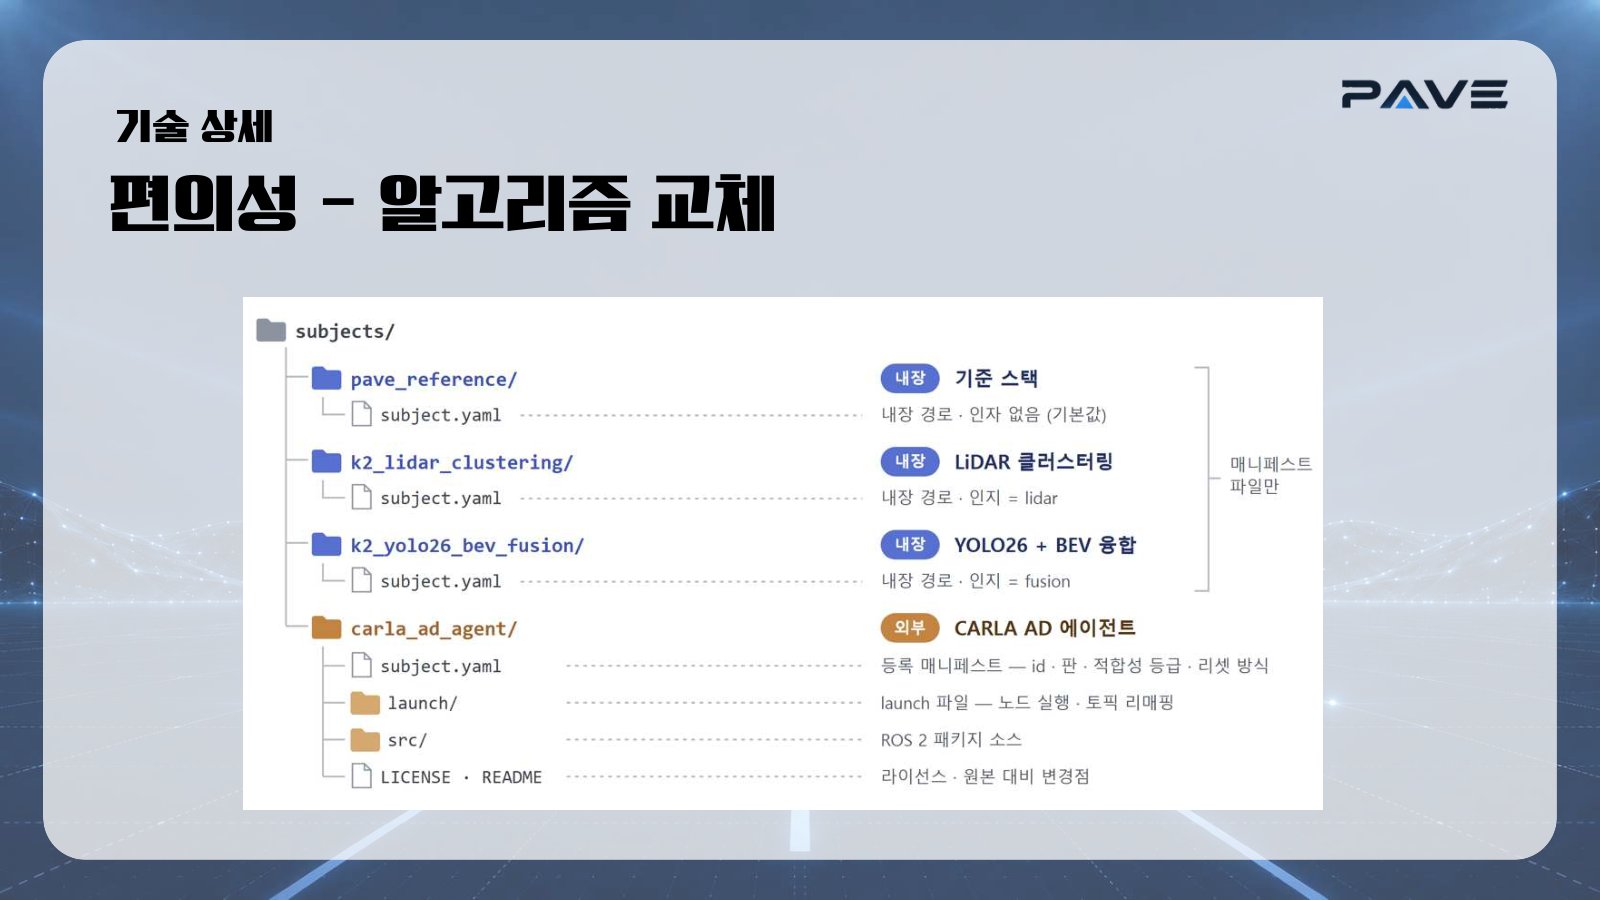 PAVE
기술 상세
편의성 - 알고리즘 교체
subjects/
pave_reference/ 내장 기준 스택
subject.yaml 내장 경로 · 인자 없음 (기본값)
k2_lidar_clustering/ 내장 LiDAR 클러스터링
subject.yaml 내장 경로 · 인지 = lidar
매니페스트
파일만
k2_yolo26_bev_fusion/ 내장 YOLO26 + BEV 융합
subject.yaml 내장 경로 · 인지 = fusion
carla_ad_agent/ 외부 CARLA AD 에이전트
subject.yaml 등록 매니페스트 — id · 판 · 적합성 등급 · 리셋 방식
launch/ launch 파일 — 노드 실행 · 토픽 리매핑
src/ ROS 2 패키지 소스
LICENSE · README 라이선스 · 원본 대비 변경점